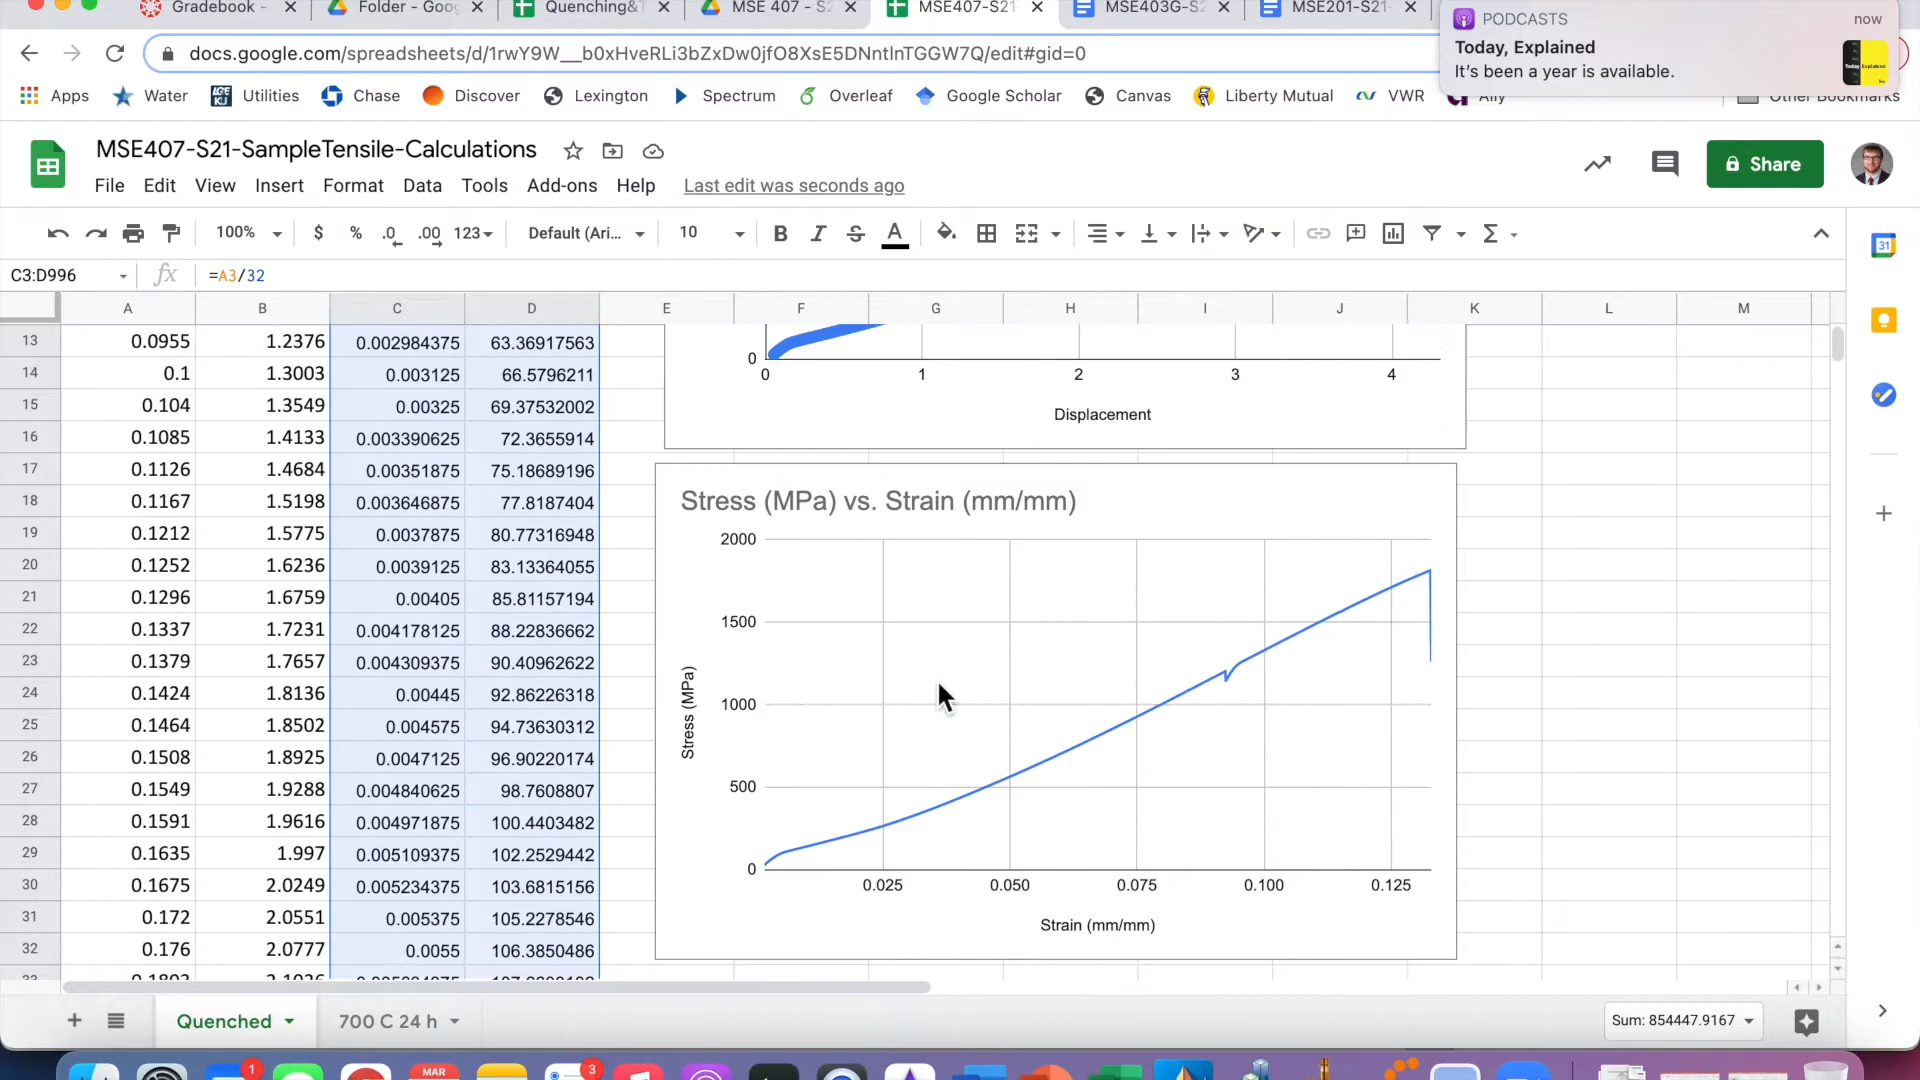 Gradebook -
Folder - Goog
Quenching&T
MSE 407 - S2
MSE407-S21
MSE403G-S2
MSE201-S21-
PODCASTS
now
Today, Explained
It's been a year is available.
docs.google.com/spreadsheets/d/1rwY9W__b0xHveRLi3bZxDw0jfO8XsE5DNntlnTGGW7Q/edit#gid=0
Apps
Water
Utilities
Chase
Discover
Lexington
Spectrum
Overleaf
Google Scholar
Canvas
Liberty Mutual
VWR
Ally
Other Bookmarks
MSE407-S21-SampleTensile-Calculations
Share
File Edit View Insert Format Data Tools Add-ons Help Last edit was seconds ago
100% $ % .0 .00 123 Default (Ari... 10 B I S A Σ
31
C3:D996 fx =A3/32
A B C D E F G H I J K L M
13 0.0955 1.2376 0.002984375 63.36917563
14 0.1 1.3003 0.003125 66.5796211
15 0.104 1.3549 0.00325 69.37532002
16 0.1085 1.4133 0.003390625 72.3655914
17 0.1126 1.4684 0.00351875 75.18689196
18 0.1167 1.5198 0.003646875 77.8187404
19 0.1212 1.5775 0.0037875 80.77316948
20 0.1252 1.6236 0.0039125 83.13364055
21 0.1296 1.6759 0.00405 85.81157194
22 0.1337 1.7231 0.004178125 88.22836662
23 0.1379 1.7657 0.004309375 90.40962622
24 0.1424 1.8136 0.00445 92.86226318
25 0.1464 1.8502 0.004575 94.73630312
26 0.1508 1.8925 0.0047125 96.90220174
27 0.1549 1.9288 0.004840625 98.7608807
28 0.1591 1.9616 0.004971875 100.4403482
29 0.1635 1.997 0.005109375 102.2529442
30 0.1675 2.0249 0.005234375 103.6815156
31 0.172 2.0551 0.005375 105.2278546
32 0.176 2.0777 0.0055 106.3850486
0
0 1 2 3 4
Displacement
Stress (MPa) vs. Strain (mm/mm)
2000
1500
1000
500
0
Stress (MPa)
0.025 0.050 0.075 0.100 0.125
Strain (mm/mm)
Quenched
700 C 24 h
Sum: 854447.9167
1
MAR
3